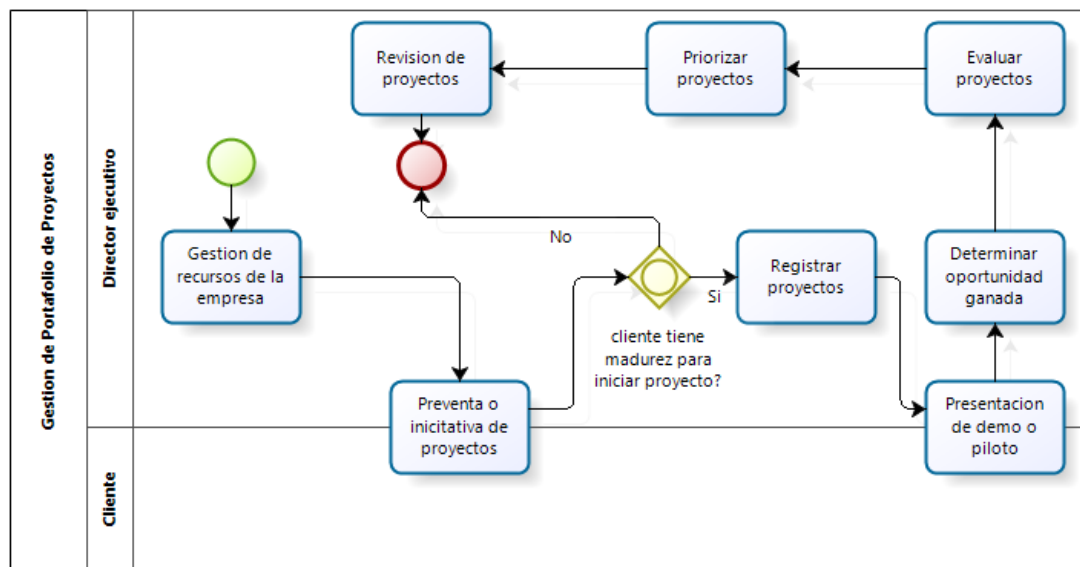 Gestion de Portafolio de Proyectos
Director ejecutivo
Cliente
Revision de
proyectos
Priorizar
proyectos
Evaluar
proyectos
Gestion de
recursos de la
empresa
No
Si
cliente tiene
madurez para
iniciar proyecto?
Registrar
proyectos
Determinar
oportunidad
ganada
Preventa o
inicitativa de
proyectos
Presentacion
de demo o
piloto